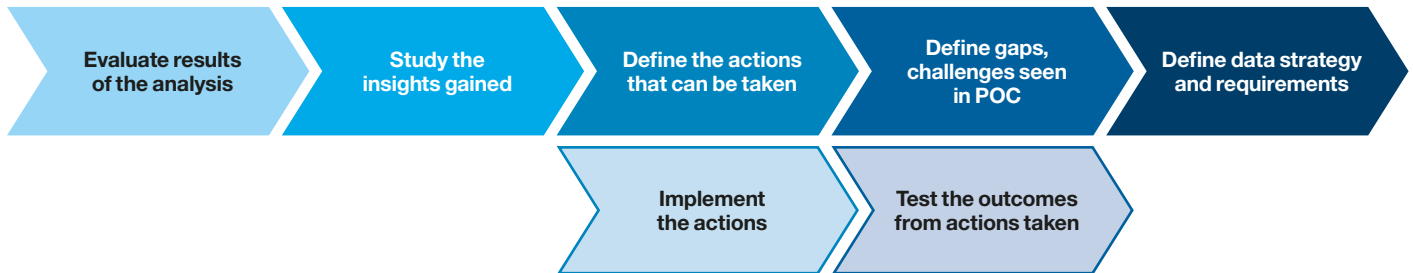 Evaluate results
of the analysis
Study the
insights gained
Define the actions
that can be taken
Define gaps,
challenges seen
in POC
Define data strategy
and requirements
Implement
the actions
Test the outcomes
from actions taken